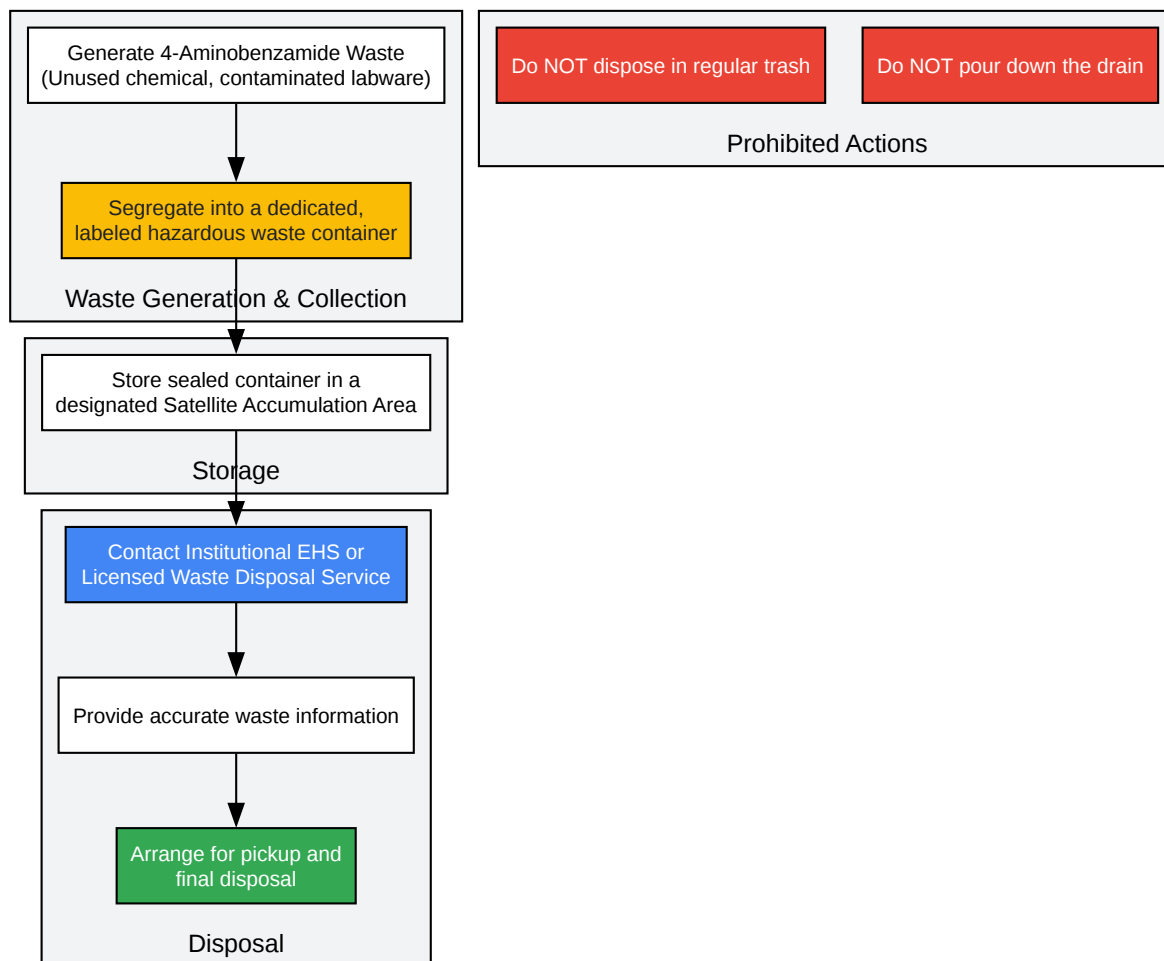 Generate 4-Aminobenzamide Waste
(Unused chemical, contaminated labware)
Segregate into a dedicated,
labeled hazardous waste container
Waste Generation & Collection
Store sealed container in a
designated Satellite Accumulation Area
Storage
Contact Institutional EHS or
Licensed Waste Disposal Service
Provide accurate waste information
Arrange for pickup and
final disposal
Disposal
Do NOT dispose in regular trash
Do NOT pour down the drain
Prohibited Actions